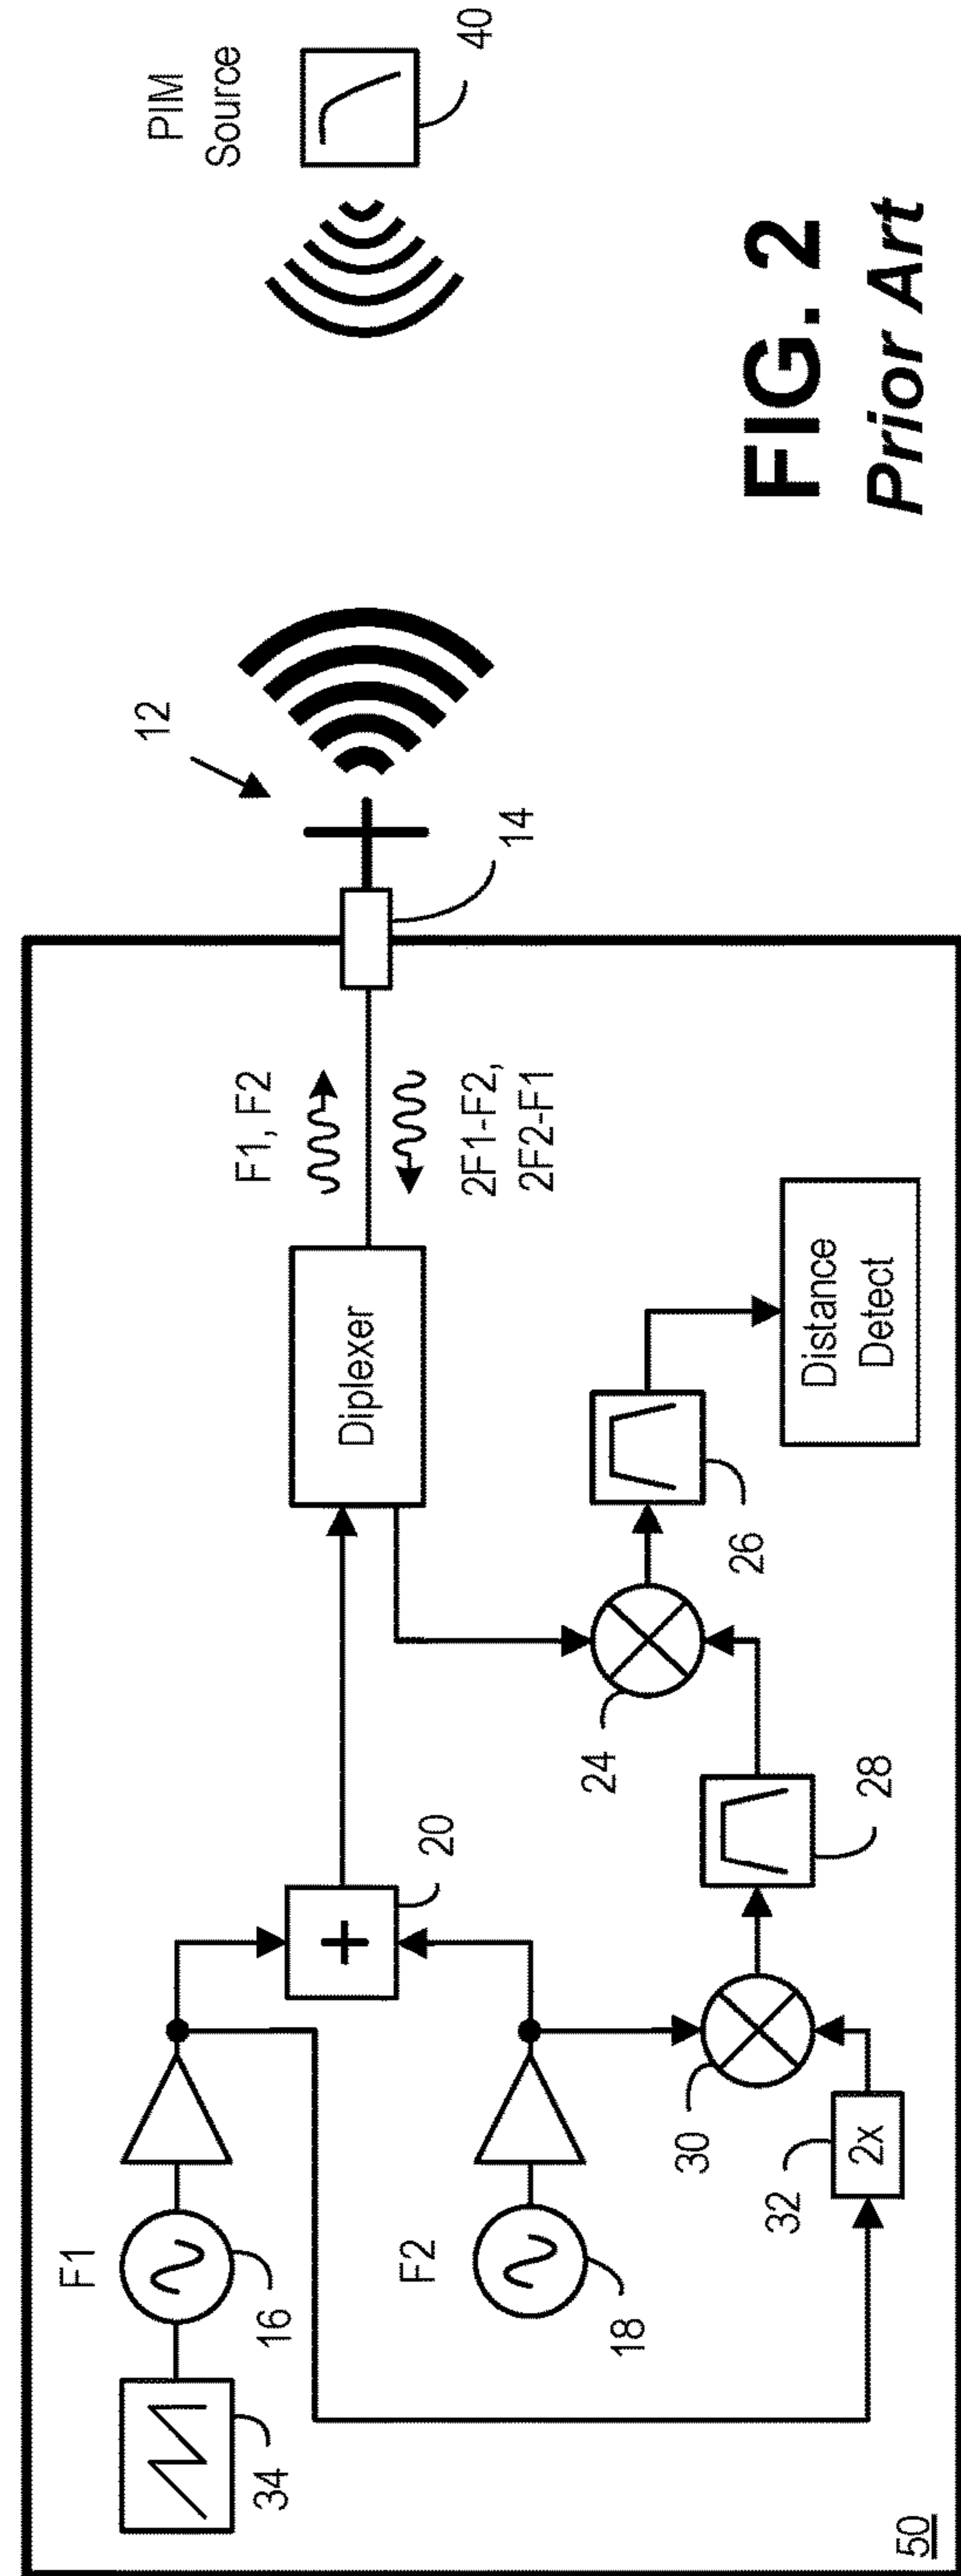 PIM
Source
40
12
14
F1, F2
2F1-F2,
2F2-F1
Diplexer
Distance
Detect
26
24
28
20
30
32
2x
F1
16
34
F2
18
50
FIG. 2
Prior Art